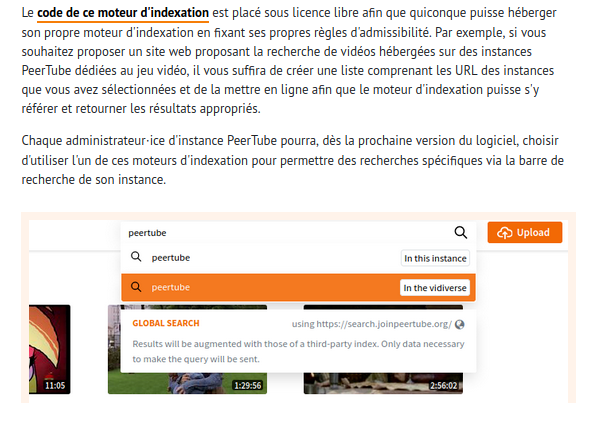 Le code de ce moteur d'indexation est placé sous licence libre afin que quiconque puisse héberger
son propre moteur d'indexation en fixant ses propres règles d'admissibilité. Par exemple, si vous
souhaitez proposer un site web proposant la recherche de vidéos hébergées sur des instances
PeerTube dédiées au jeu vidéo, il vous suffira de créer une liste comprenant les URL des instances
que vous avez sélectionnées et de la mettre en ligne afin que le moteur d'indexation puisse s'y
référer et retourner les résultats appropriés.
Chaque administrateur·ice d'instance PeerTube pourra, dès la prochaine version du logiciel, choisir
d'utiliser l'un de ces moteurs d'indexation pour permettre des recherches spécifiques via la barre de
recherche de son instance.
peertube
Upload
peertube In this instance
peertube In the vidiverse
GLOBAL SEARCH using https://search.joinpeertube.org/
Results will be augmented with those of a third-party index. Only data necessary
to make the query will be sent.
11:05 1:29:56 2:56:02